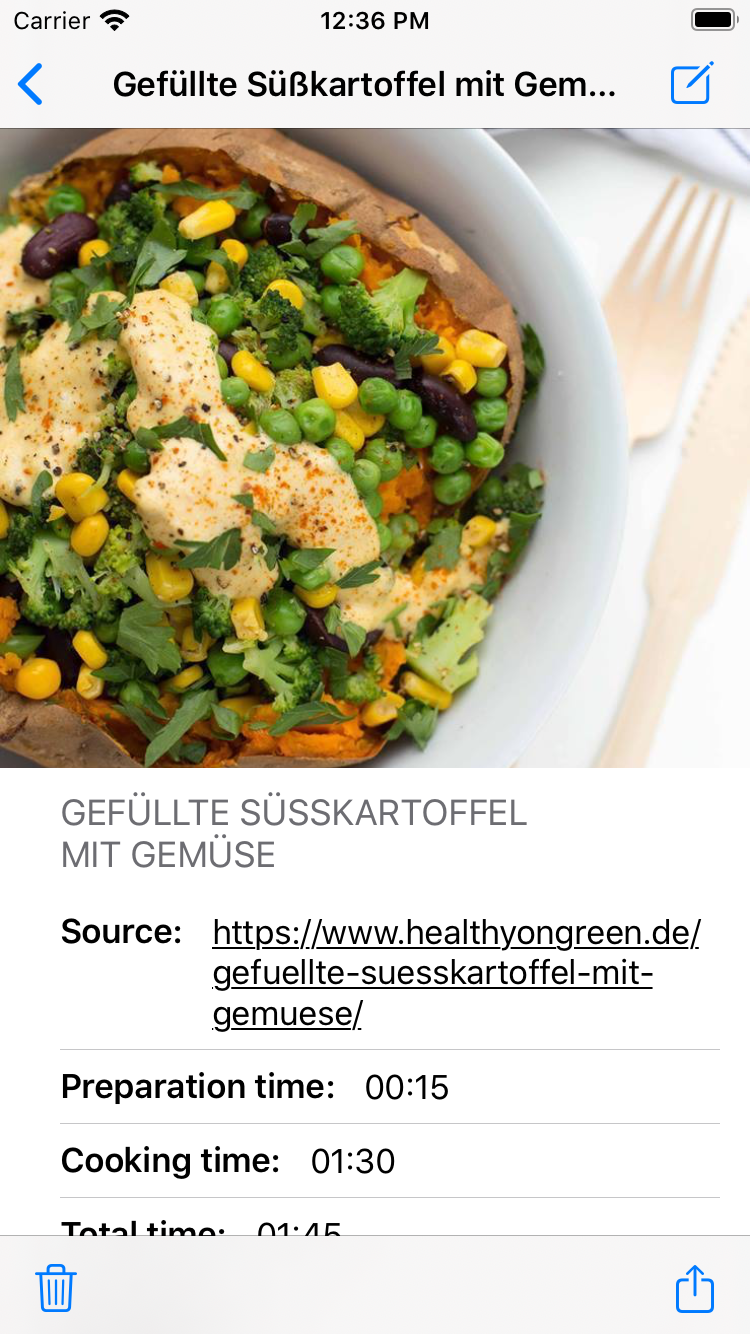 Carrier 12:36 PM
Gefüllte Süßkartoffel mit Gem...
GEFÜLLTE SÜSSKARTOFFEL
MIT GEMÜSE
Source: https://www.healthyongreen.de/
gefuellte-suesskartoffel-mit-
gemuese/
Preparation time: 00:15
Cooking time: 01:30
Total time: 01:45